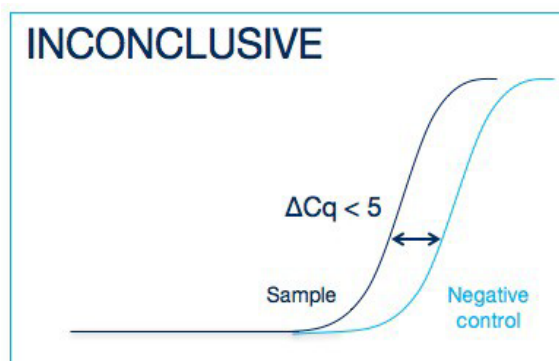 INCONCLUSIVE
ΔCq < 5
Sample
Negative
control